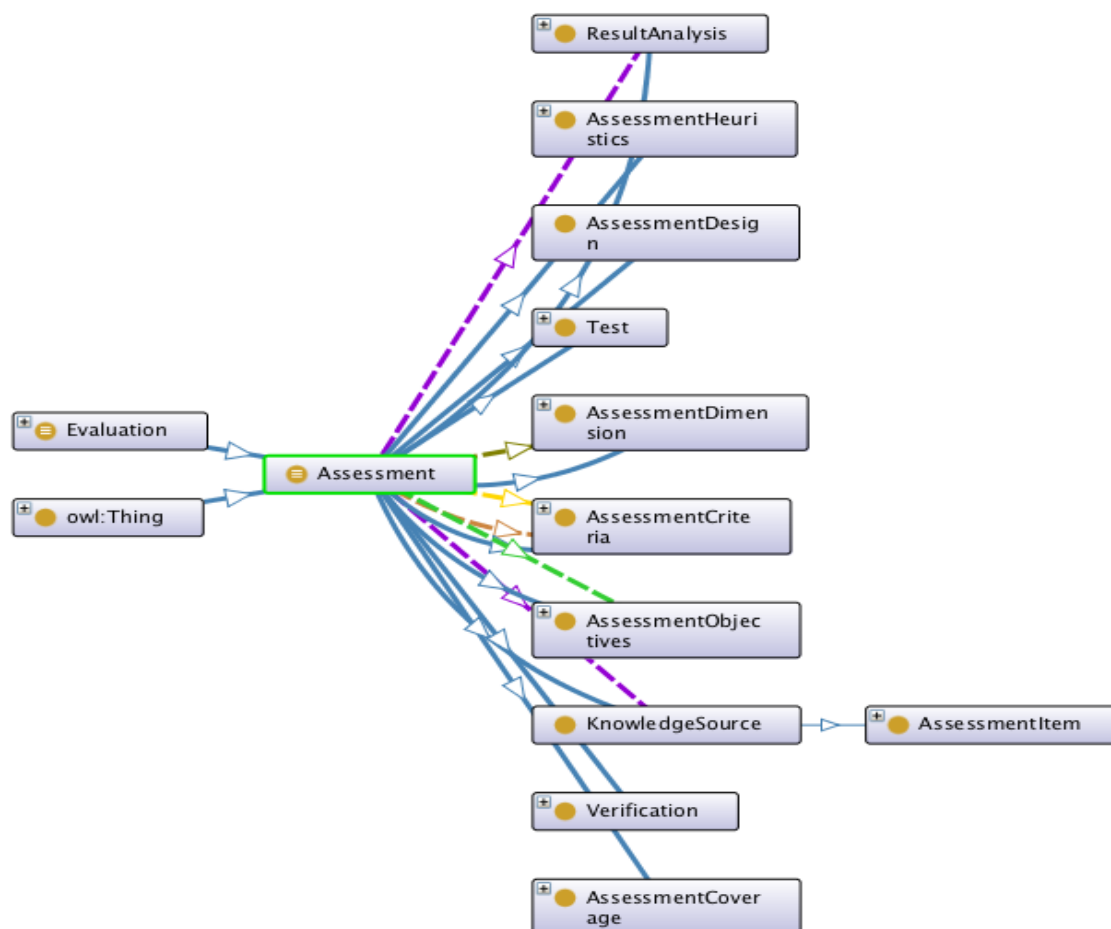 ResultAnalysis
AssessmentHeuri
stics
AssessmentDesig
n
Test
AssessmentDimen
sion
Evaluation
Assessment
owl:Thing
AssessmentCrite
ria
AssessmentObjec
tives
KnowledgeSource
AssessmentItem
Verification
AssessmentCover
age